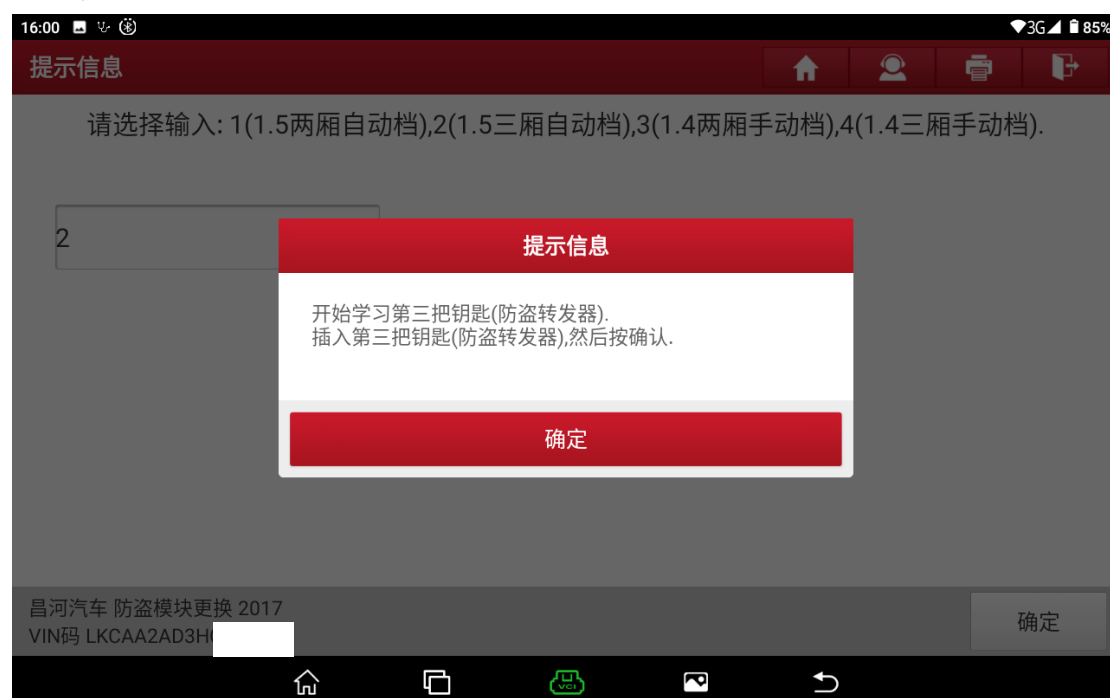 16:00
3G
85%
提示信息
请选择输入: 1(1.5两厢自动档),2(1.5三厢自动档),3(1.4两厢手动档),4(1.4三厢手动档).
2
提示信息
开始学习第三把钥匙(防盗转发器).
插入第三把钥匙(防盗转发器),然后按确认.
确定
昌河汽车 防盗模块更换 2017
VIN码 LKCAA2AD3H
确定
VCI